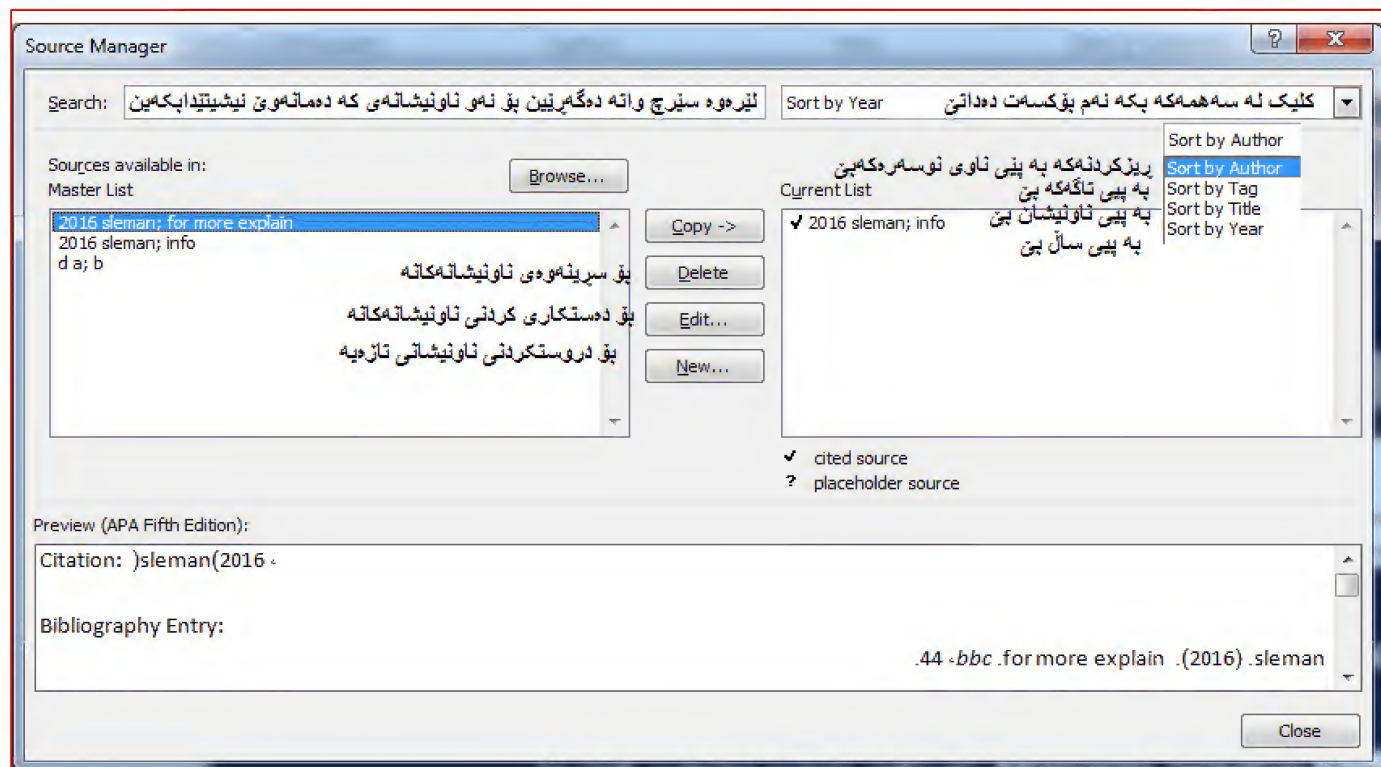 Source Manager
Search: لێرەوە سێرچ واتە دەگەڕێین بۆ ئەو ناونیشانەی کە دەمانەوێ ئیشیتێدابکەین
Sort by Year کلیک لە سەهمەکە بکە ئەم بۆکسەت دەداتێ
Sort by Author
Sources available in:
Master List
Browse...
Current List
ڕیزکردنەکە بە پێی ناوی نوسەرەکەبێ Sort by Author
بە پیی تاگەکە بێ Sort by Tag
بە پیی ناونیشان بێ Sort by Title
بە پیی ساڵ بێ Sort by Year
2016 sleman; for more explain
2016 sleman; info
d a; b
Copy ->
✔ 2016 sleman; info
بۆ سڕینەوەی ناونیشانەکانە Delete
بۆ دەستکاری کردنی ناونیشانەکانە Edit...
بۆ دروستکردنی ناونیشانی تازەیە New...
✔ cited source
? placeholder source
Preview (APA Fifth Edition):
Citation: )sleman(2016 ،
Bibliography Entry:
.44 ،bbc .for more explain .(2016) .sleman
Close